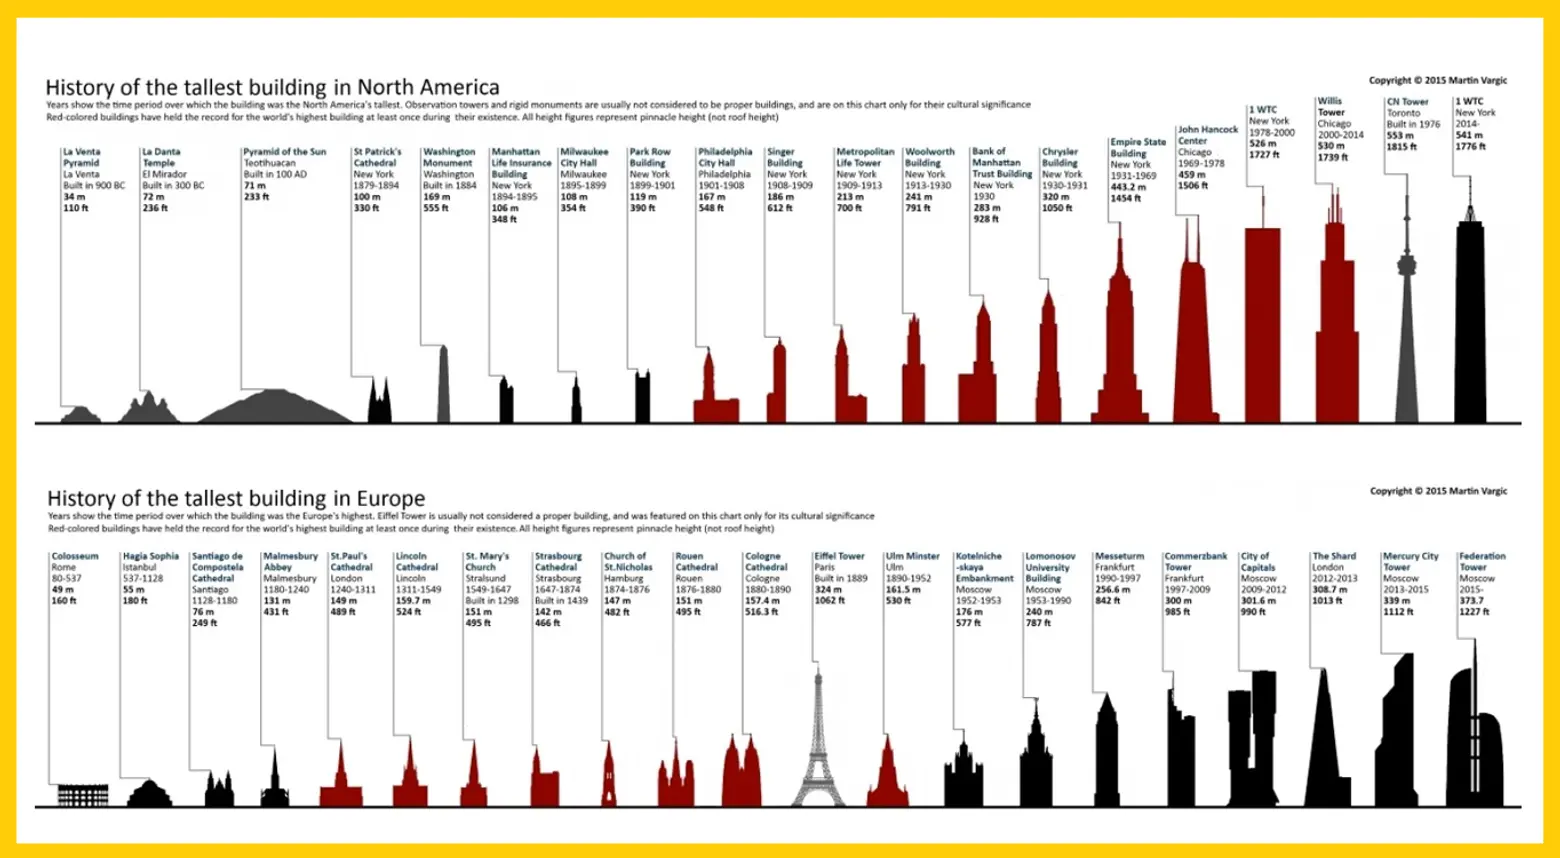 History of the tallest building in North America
Copyright © 2015 Martin Vargic
Years show the time period over which the building was the North America's tallest. Observation towers and rigid monuments are usually not considered to be proper buildings, and are on this chart only for their cultural significance
Red-colored buildings have held the record for the world's highest building at least once during their existence. All height figures represent pinnacle height (not roof height)
La Venta
Pyramid
La Venta
Built in 900 BC
34 m
110 ft
La Danta
Temple
El Mirador
Built in 300 BC
72 m
236 ft
Pyramid of the Sun
Teotihuacan
Built in 100 AD
71 m
233 ft
St Patrick's
Cathedral
New York
1879-1894
100 m
330 ft
Washington
Monument
Washington
Built in 1884
169 m
555 ft
Manhattan
Life Insurance
Building
New York
1894-1895
106 m
348 ft
Milwaukee
City Hall
Milwaukee
1895-1899
108 m
354 ft
Park Row
Building
New York
1899-1901
119 m
390 ft
Philadelphia
City Hall
Philadelphia
1901-1908
167 m
548 ft
Singer
Building
New York
1908-1909
186 m
612 ft
Metropolitan
Life Tower
New York
1909-1913
213 m
700 ft
Woolworth
Building
New York
1913-1930
241 m
791 ft
Bank of
Manhattan
Trust Building
New York
1930
283 m
928 ft
Chrysler
Building
New York
1930-1931
320 m
1050 ft
Empire State
Building
New York
1931-1969
443.2 m
1454 ft
John Hancock
Center
Chicago
1969-1978
459 m
1506 ft
1 WTC
New York
1978-2000
526 m
1727 ft
Willis
Tower
Chicago
2000-2014
530 m
1739 ft
CN Tower
Toronto
Built in 1976
553 m
1815 ft
1 WTC
New York
2014-
541 m
1776 ft
History of the tallest building in Europe
Copyright © 2015 Martin Vargic
Years show the time period over which the building was the Europe's highest. Eiffel Tower is usually not considered a proper building, and was featured on this chart only for its cultural significance
Red-colored buildings have held the record for the world's highest building at least once during their existence. All height figures represent pinnacle height (not roof height)
Colosseum
Rome
80-537
49 m
160 ft
Hagia Sophia
Istanbul
537-1128
55 m
180 ft
Santiago de
Compostela
Cathedral
Santiago
1128-1180
76 m
249 ft
Malmesbury
Abbey
Malmesbury
1180-1240
131 m
431 ft
St.Paul's
Cathedral
London
1240-1311
149 m
489 ft
Lincoln
Cathedral
Lincoln
1311-1549
159.7 m
524 ft
St. Mary's
Church
Stralsund
1549-1647
Built in 1298
151 m
495 ft
Strasbourg
Cathedral
Strasbourg
1647-1874
Built in 1439
142 m
466 ft
Church of
St.Nicholas
Hamburg
1874-1876
147 m
482 ft
Rouen
Cathedral
Rouen
1876-1880
151 m
495 ft
Cologne
Cathedral
Cologne
1880-1890
157.4 m
516.3 ft
Eiffel Tower
Paris
Built in 1889
324 m
1062 ft
Ulm Minster
Ulm
1890-1952
161.5 m
530 ft
Kotelniche
-skaya
Embankment
Moscow
1952-1953
176 m
577 ft
Lomonosov
University
Building
Moscow
1953-1990
240 m
787 ft
Messeturm
Frankfurt
1990-1997
256.6 m
842 ft
Commerzbank
Tower
Frankfurt
1997-2009
300 m
985 ft
City of
Capitals
Moscow
2009-2012
301.6 m
990 ft
The Shard
London
2012-2013
308.7 m
1013 ft
Mercury City
Tower
Moscow
2013-2015
339 m
1112 ft
Federation
Tower
Moscow
2015-
373.7
1227 ft